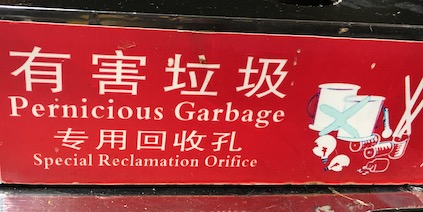 有害垃圾
Pernicious Garbage
专用回收孔
Special Reclamation Orifice